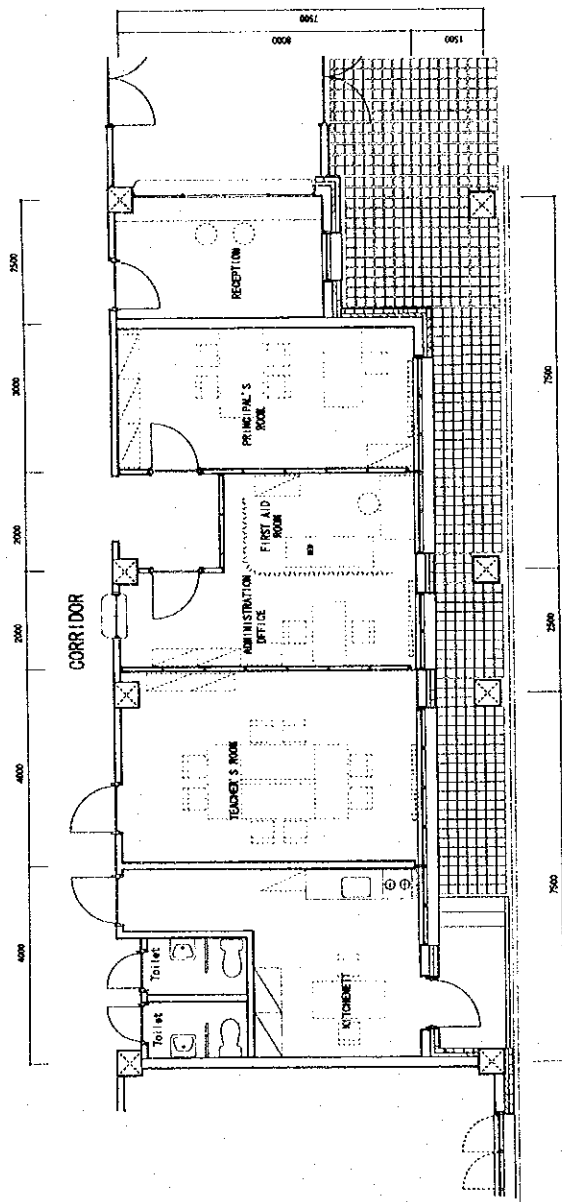 4000
4000
2000
2000
3000
2500
7500
6000
1500
CORRIDOR
Toilet
Toilet
KITCHENETT
TEACHER'S ROOM
ADMINISTRATION
OFFICE
FIRST AID
ROOM
BED
PRINCIPAL'S
ROOM
RECEPTION
7500
2500
7500